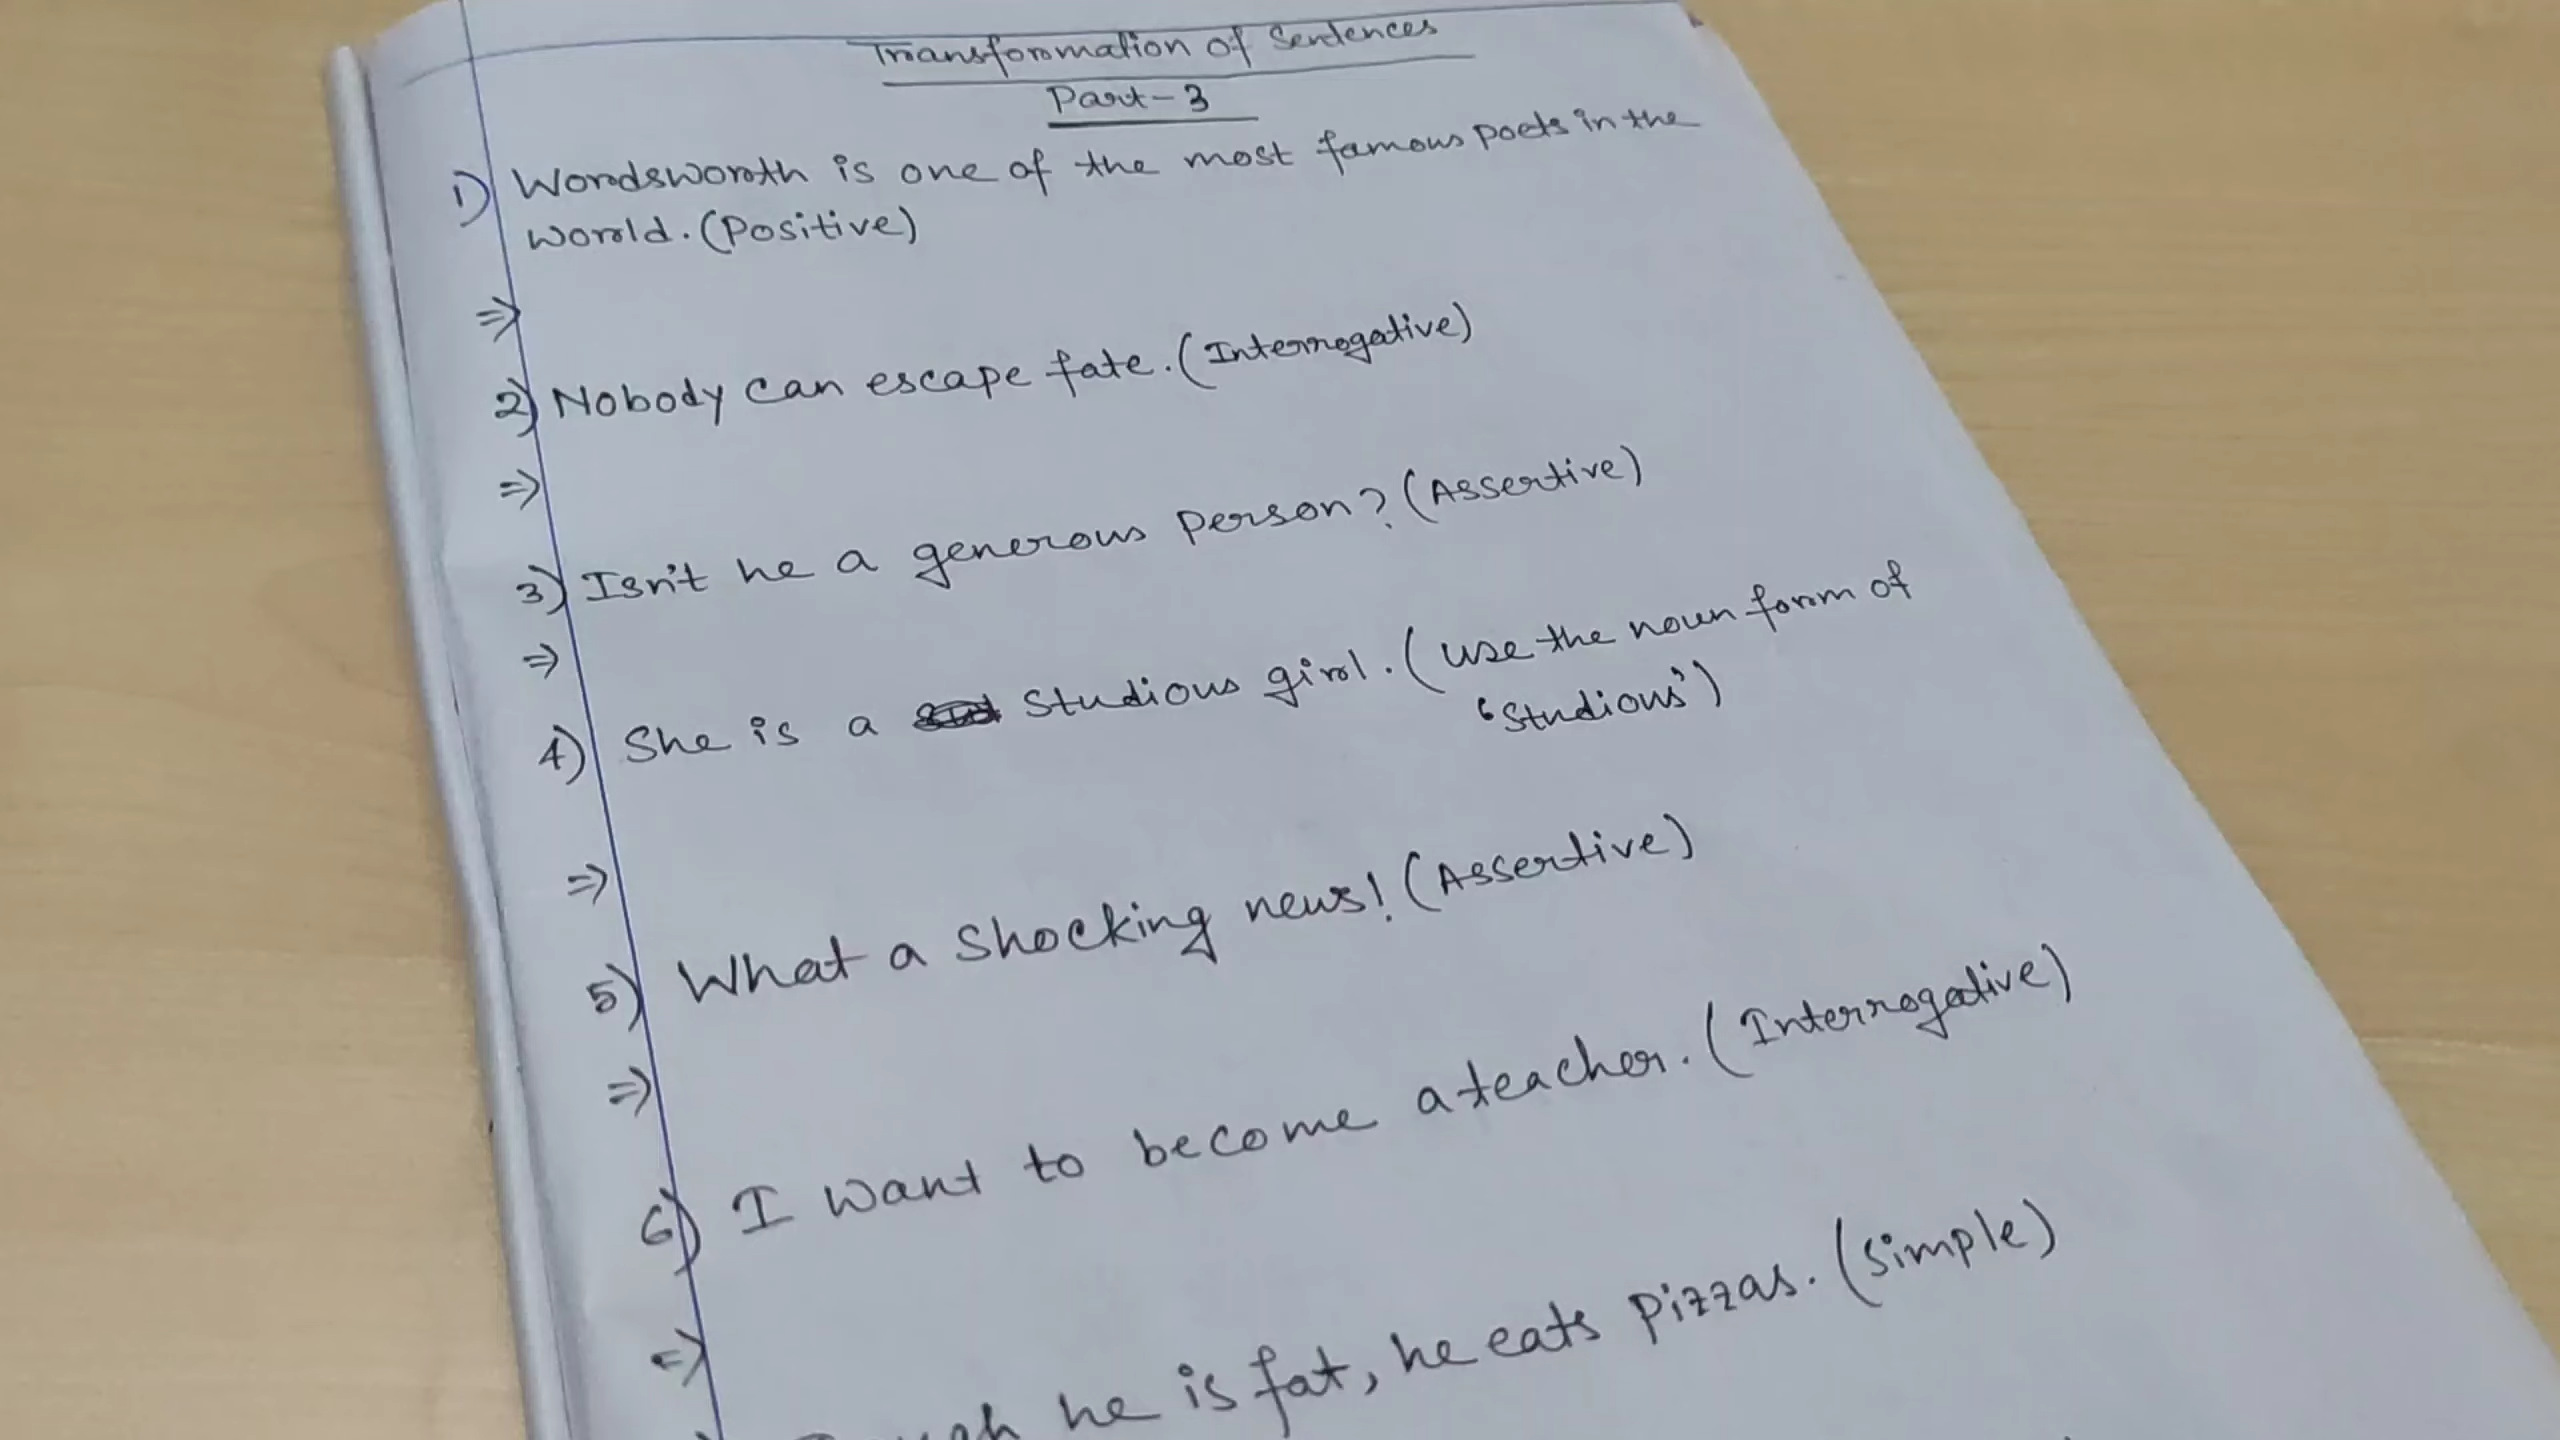 Transformation of Sentences
Part-3
1) Wordsworth is one of the most famous poets in the
world. (Positive)
⇒
2) Nobody can escape fate. (Interrogative)
⇒
3) Isn't he a generous person? (Assertive)
⇒
4) She is a studious girl. (Use the noun form of
'Studious')
⇒
5) What a shocking news! (Assertive)
⇒
6) I want to become a teacher. (Interrogative)
⇒
he is fat, he eats pizzas. (Simple)